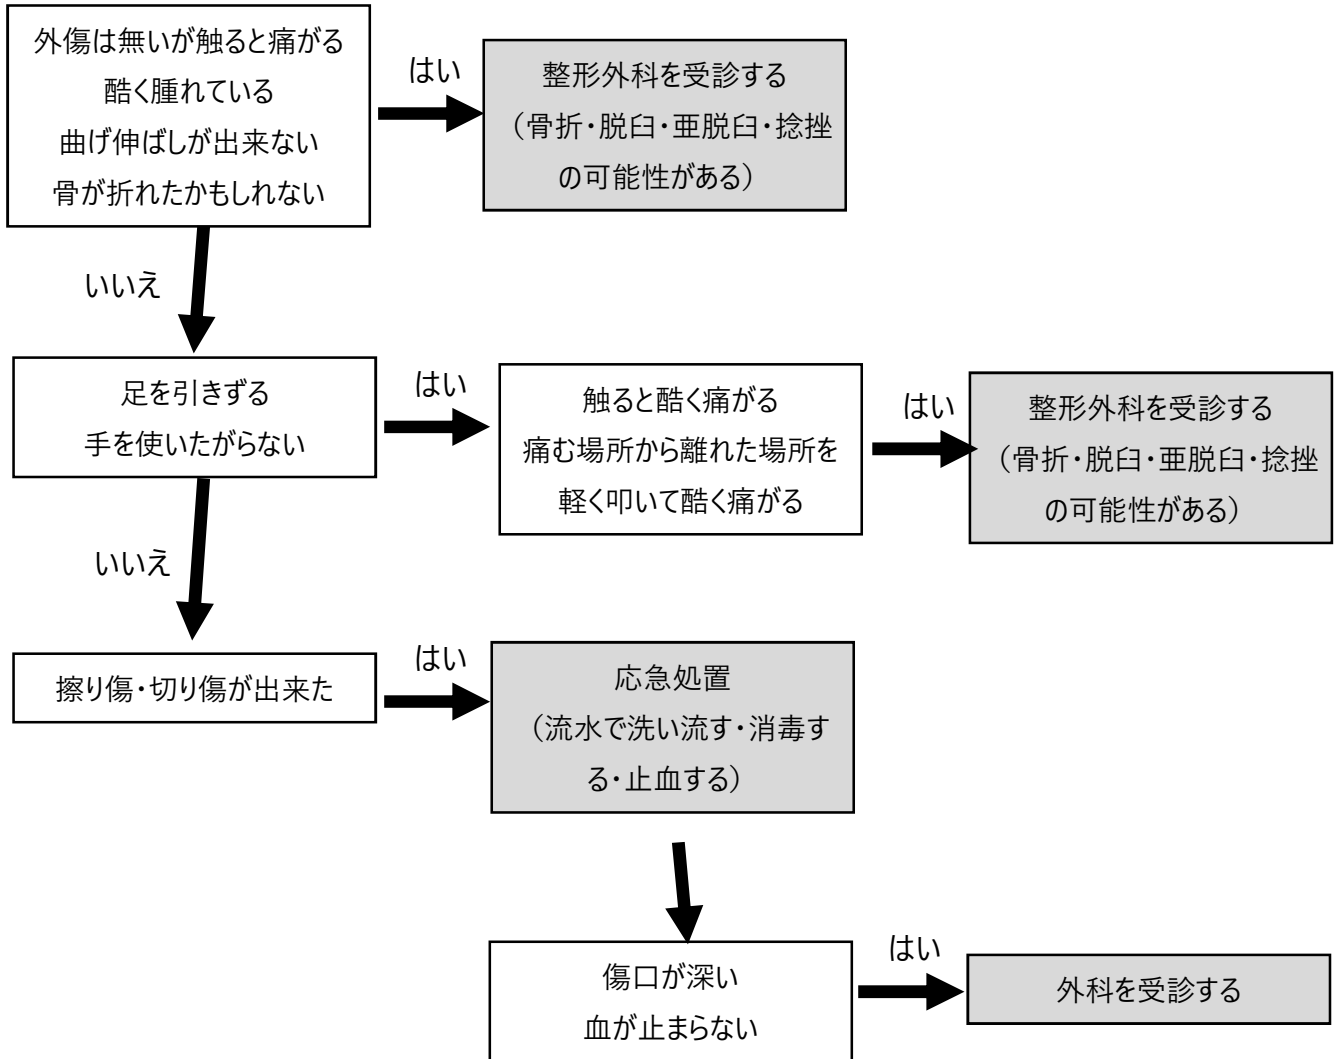 外傷は無いが触ると痛がる
酷く腫れている
曲げ伸ばしが出来ない
骨が折れたかもしれない
はい
整形外科を受診する
（骨折・脱臼・亜脱臼・捻挫
の可能性がある）
いいえ
足を引きずる
手を使いたがらない
はい
触ると酷く痛がる
痛む場所から離れた場所を
軽く叩いて酷く痛がる
はい
整形外科を受診する
（骨折・脱臼・亜脱臼・捻挫
の可能性がある）
いいえ
擦り傷・切り傷が出来た
はい
応急処置
（流水で洗い流す・消毒す
る・止血する）
傷口が深い
血が止まらない
はい
外科を受診する